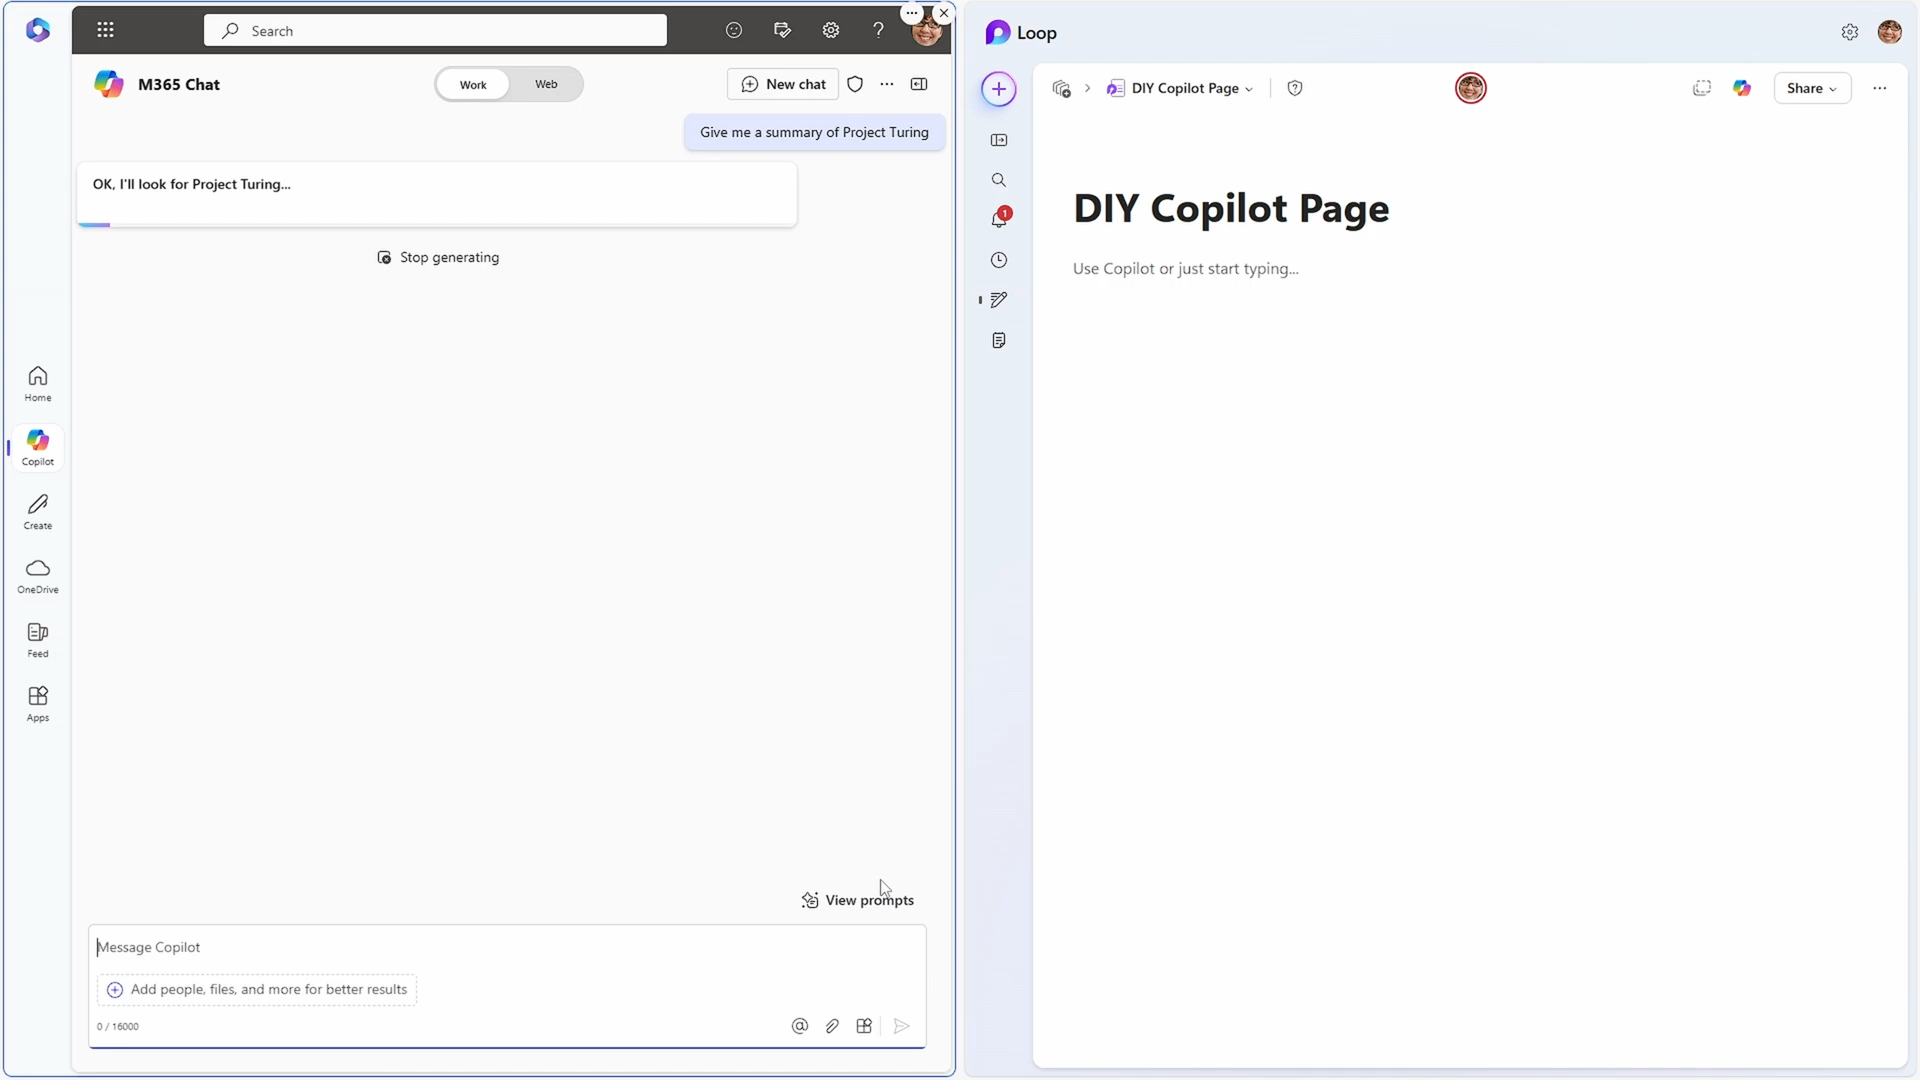 Search
M365 Chat
Work
Web
New chat
Give me a summary of Project Turing
OK, I'll look for Project Turing...
Stop generating
Home
Copilot
Create
OneDrive
Feed
Apps
View prompts
Message Copilot
Add people, files, and more for better results
0 / 16000
Loop
DIY Copilot Page
Share
1
DIY Copilot Page
Use Copilot or just start typing...